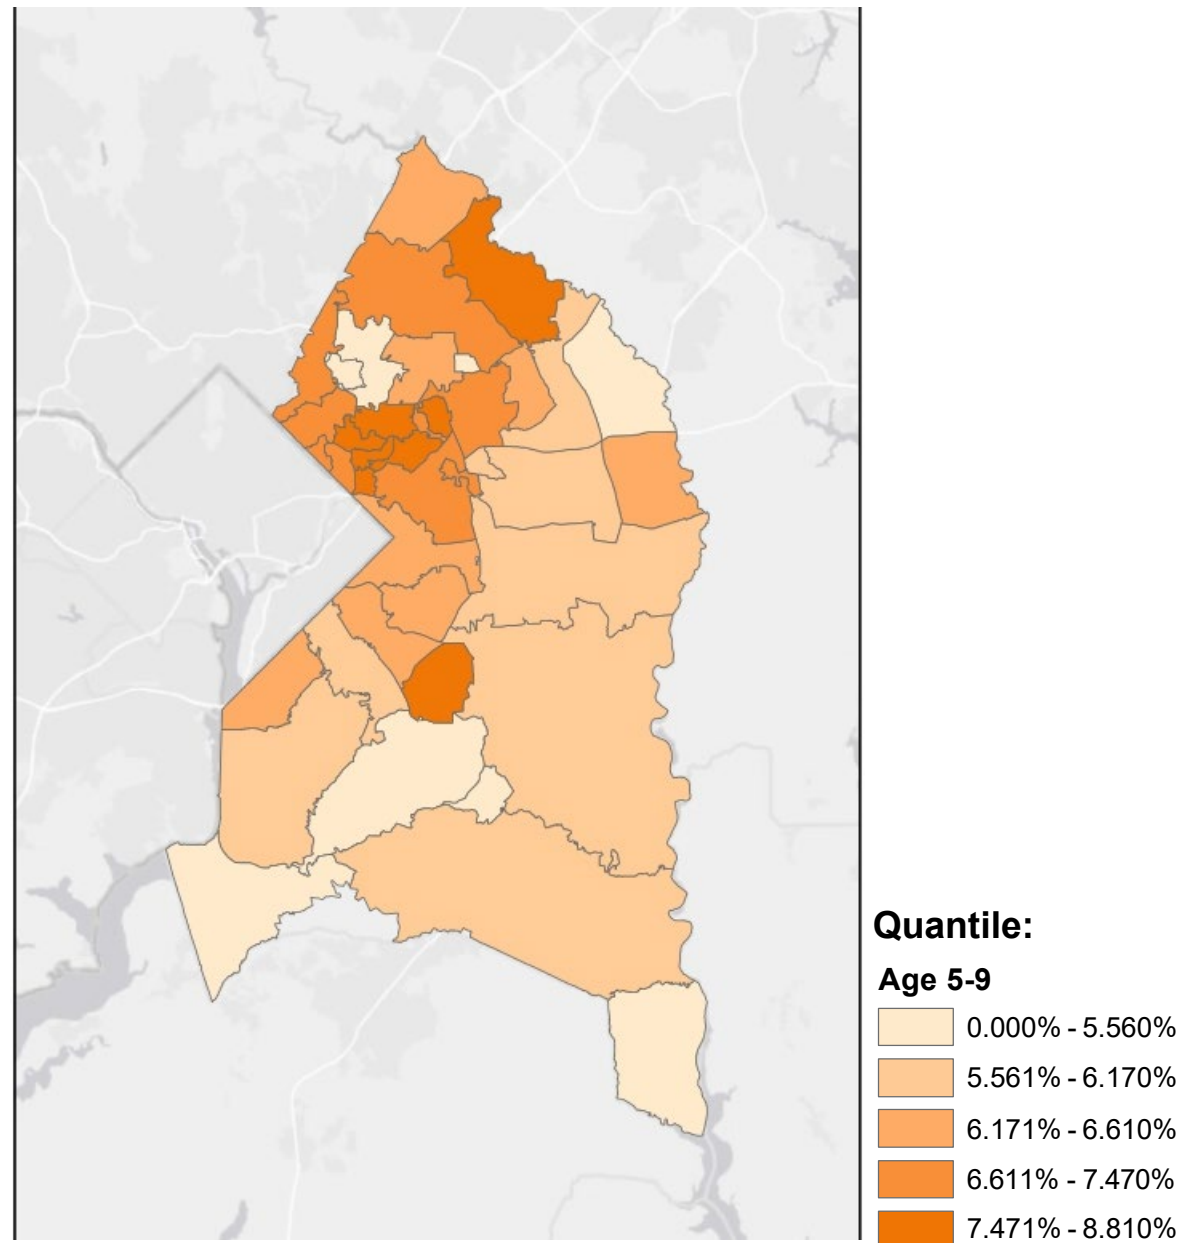 Quantile:
Age 5-9
0.000% - 5.560%
5.561% - 6.170%
6.171% - 6.610%
6.611% - 7.470%
7.471% - 8.810%